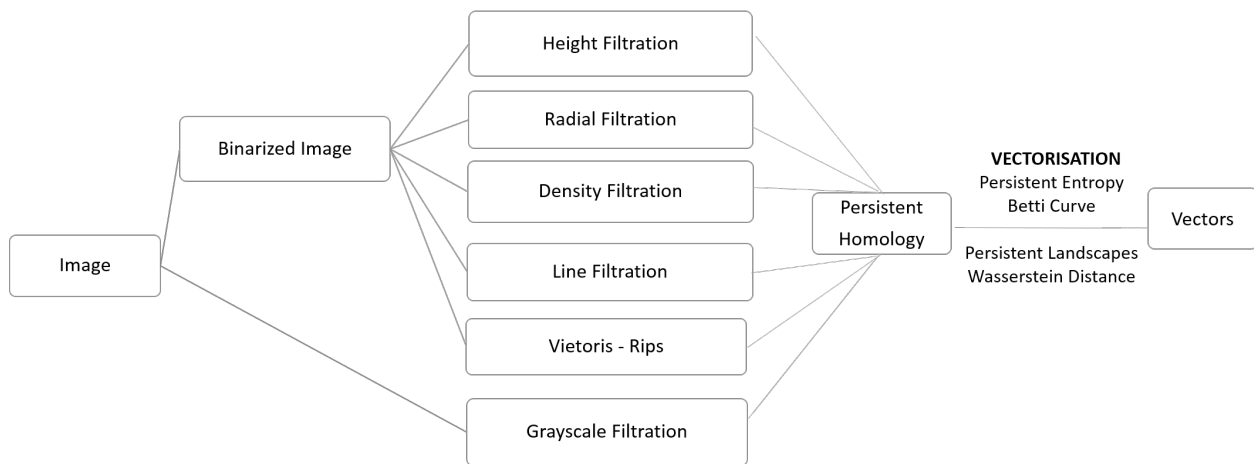 Image
Binarized Image
Height Filtration
Radial Filtration
Density Filtration
Line Filtration
Vietoris - Rips
Grayscale Filtration
Persistent
Homology
VECTORISATION
Persistent Entropy
Betti Curve
Persistent Landscapes
Wasserstein Distance
Vectors